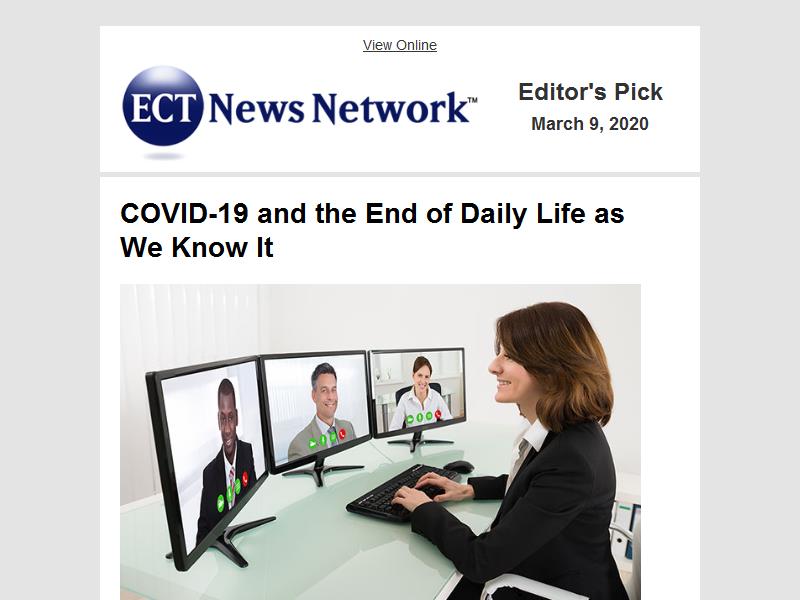 View Online
ECT News Network™
Editor's Pick
March 9, 2020
COVID-19 and the End of Daily Life as
We Know It